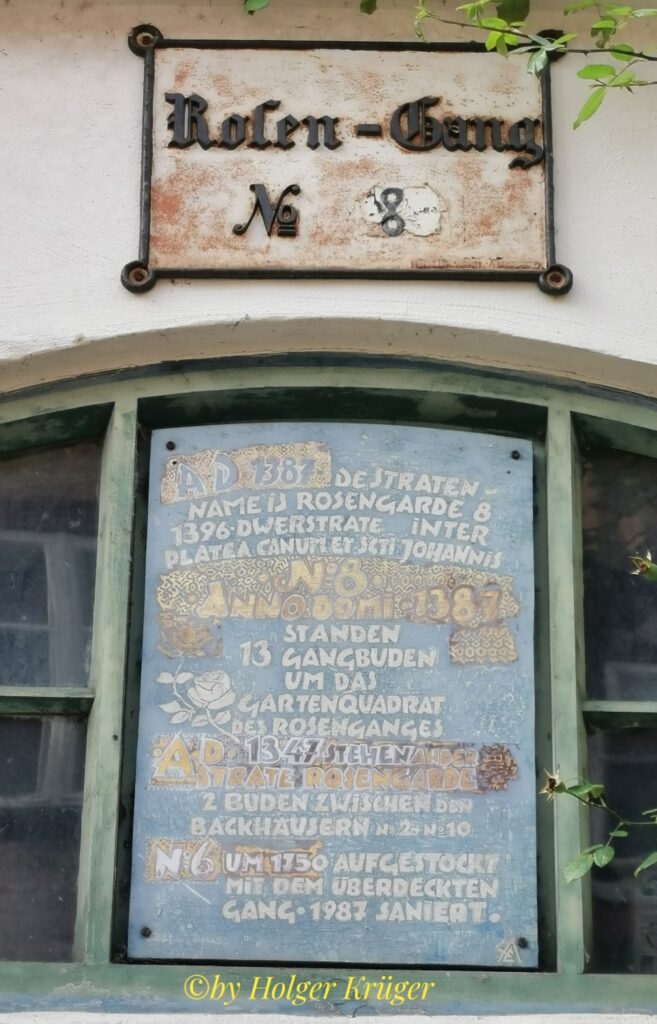 Rosen-Gang
No 8
A D 1387 DE STRATEN-
NAME IS ROSENGARDE 8
1396·DWERSTRATE INTER
PLATEA CANUM ET SCTI JOHANNIS
·No 8·
·ANNO·DOMI·1387
STANDEN
13 GANGBUDEN
UM DAS
GARTENQUADRAT
DES ROSENGANGES
A D· 1347 STEHEN AN DER
STRATE ROSENGARDE
2 BUDEN ZWISCHEN DEN
BACKHÄUSERN No 2 + No 10
No 6 UM 1750 AUFGESTOCKT
MIT DEM ÜBERDECKTEN
GANG· 1987 SANIERT.
©by Holger Krüger